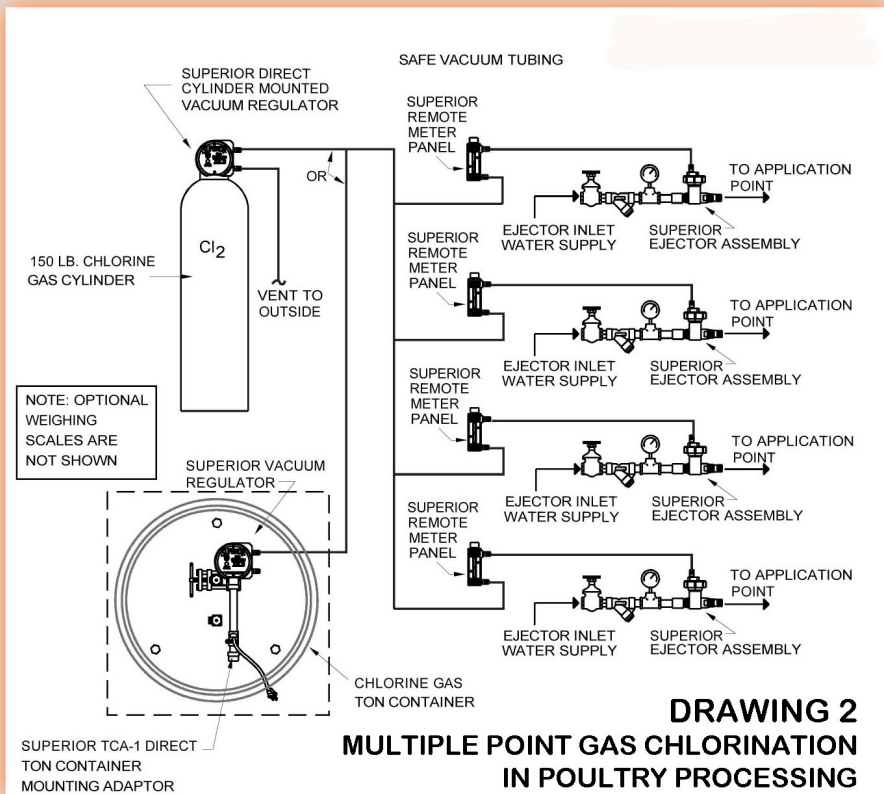 SAFE VACUUM TUBING
SUPERIOR DIRECT
CYLINDER MOUNTED
VACUUM REGULATOR
OR
Cl2
150 LB. CHLORINE
GAS CYLINDER
VENT TO
OUTSIDE
NOTE: OPTIONAL
WEIGHING
SCALES ARE
NOT SHOWN
SUPERIOR VACUUM
REGULATOR
CHLORINE GAS
TON CONTAINER
SUPERIOR TCA-1 DIRECT
TON CONTAINER
MOUNTING ADAPTOR
SUPERIOR
REMOTE
METER
PANEL
EJECTOR INLET
WATER SUPPLY
TO APPLICATION
POINT
SUPERIOR
EJECTOR ASSEMBLY
SUPERIOR
REMOTE
METER
PANEL
EJECTOR INLET
WATER SUPPLY
TO APPLICATION
POINT
SUPERIOR
EJECTOR ASSEMBLY
SUPERIOR
REMOTE
METER
PANEL
EJECTOR INLET
WATER SUPPLY
TO APPLICATION
POINT
SUPERIOR
EJECTOR ASSEMBLY
SUPERIOR
REMOTE
METER
PANEL
EJECTOR INLET
WATER SUPPLY
TO APPLICATION
POINT
SUPERIOR
EJECTOR ASSEMBLY
DRAWING 2
MULTIPLE POINT GAS CHLORINATION
IN POULTRY PROCESSING